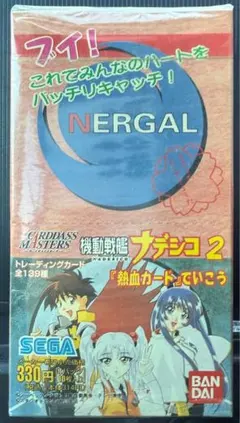 ブイ!
これでみんなのハートを
バッチリキャッチ!
NERGAL
CARDDASS
MASTERS
機動戦艦ナデシコ2
トレーディングカード
全139種
『熱血カード』でいこう
SEGA
330円
BAN
DAI